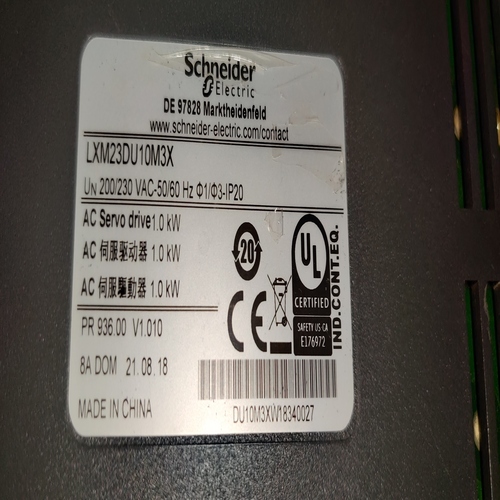 Schneider
Electric
DE 97828 Marktheidenfeld
www.schneider-electric.com/contact
LXM23DU10M3X
UN 200/230 VAC-50/60 Hz Φ1/Φ3-IP20
AC Servo drive 1.0 kW
AC 伺服驱动器 1.0 kW
AC 伺服驅動器 1.0 kW
20
UL
CERTIFIED
SAFETY US CA
E176972
IND.CONT.EQ.
CE
PR 936.00 V1.010
8A DOM 21.08.18
MADE IN CHINA
DU10M3XW18340027